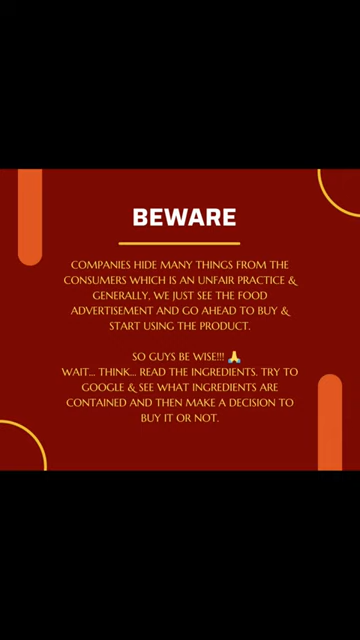 BEWARE
COMPANIES HIDE MANY THINGS FROM THE
CONSUMERS WHICH IS AN UNFAIR PRACTICE &
GENERALLY, WE JUST SEE THE FOOD
ADVERTISEMENT AND GO AHEAD TO BUY &
START USING THE PRODUCT.
SO GUYS BE WISE!!! 🙏
WAIT... THINK... READ THE INGREDIENTS. TRY TO
GOOGLE & SEE WHAT INGREDIENTS ARE
CONTAINED AND THEN MAKE A DECISION TO
BUY IT OR NOT.